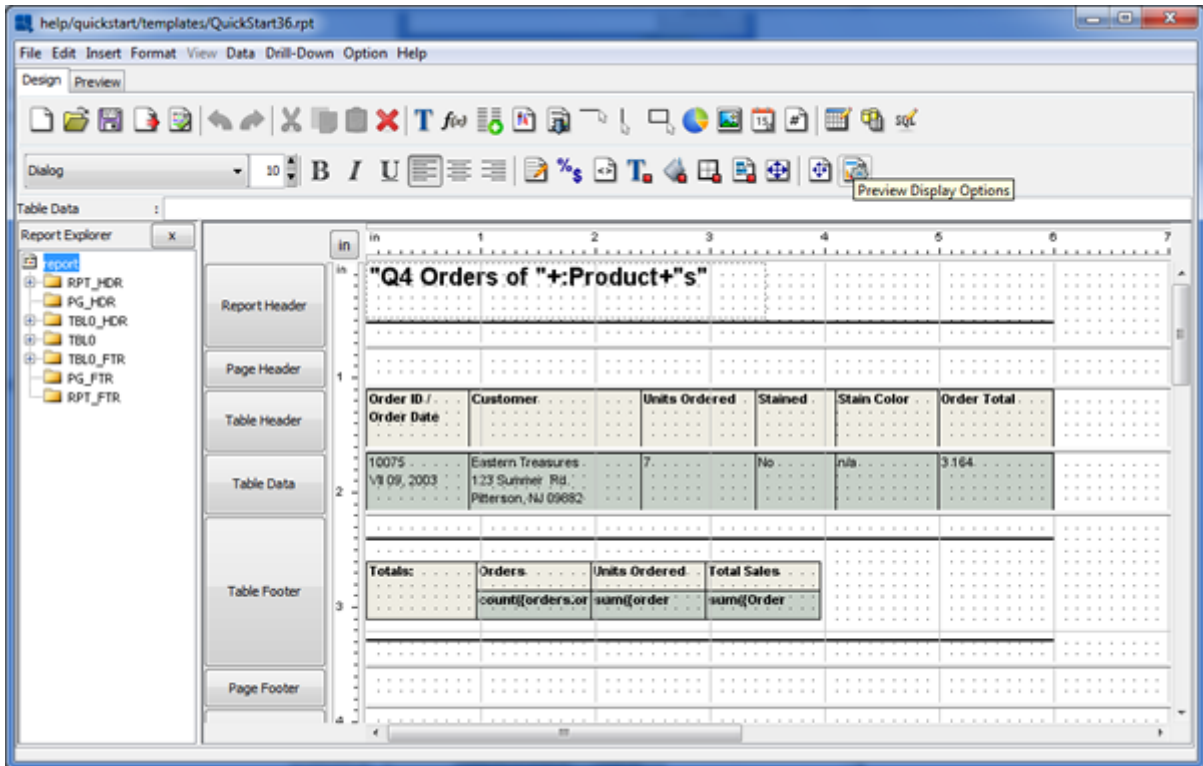 help/quickstart/templates/QuickStart36.rpt
File Edit Insert Format View Data Drill-Down Option Help
Design Preview
Dialog 10 B I U
Preview Display Options
Table Data :
Report Explorer x
report
RPT_HDR
PG_HDR
TBL0_HDR
TBL0
TBL0_FTR
PG_FTR
RPT_FTR
in
in 1 2 3 4 5 6 7
in
1
2
3
4
Report Header
"Q4 Orders of "+:Product+"s"
Page Header
Table Header
Order ID / Customer Units Ordered Stained Stain Color Order Total
Order Date
Table Data
10075 Eastern Treasures 7 No n/a 3.164
VII 09, 2003 123 Summer Rd.
Pitterson, NJ 09882
Table Footer
Totals: Orders Units Ordered Total Sales
count({orders.or sum({order sum({Order
Page Footer